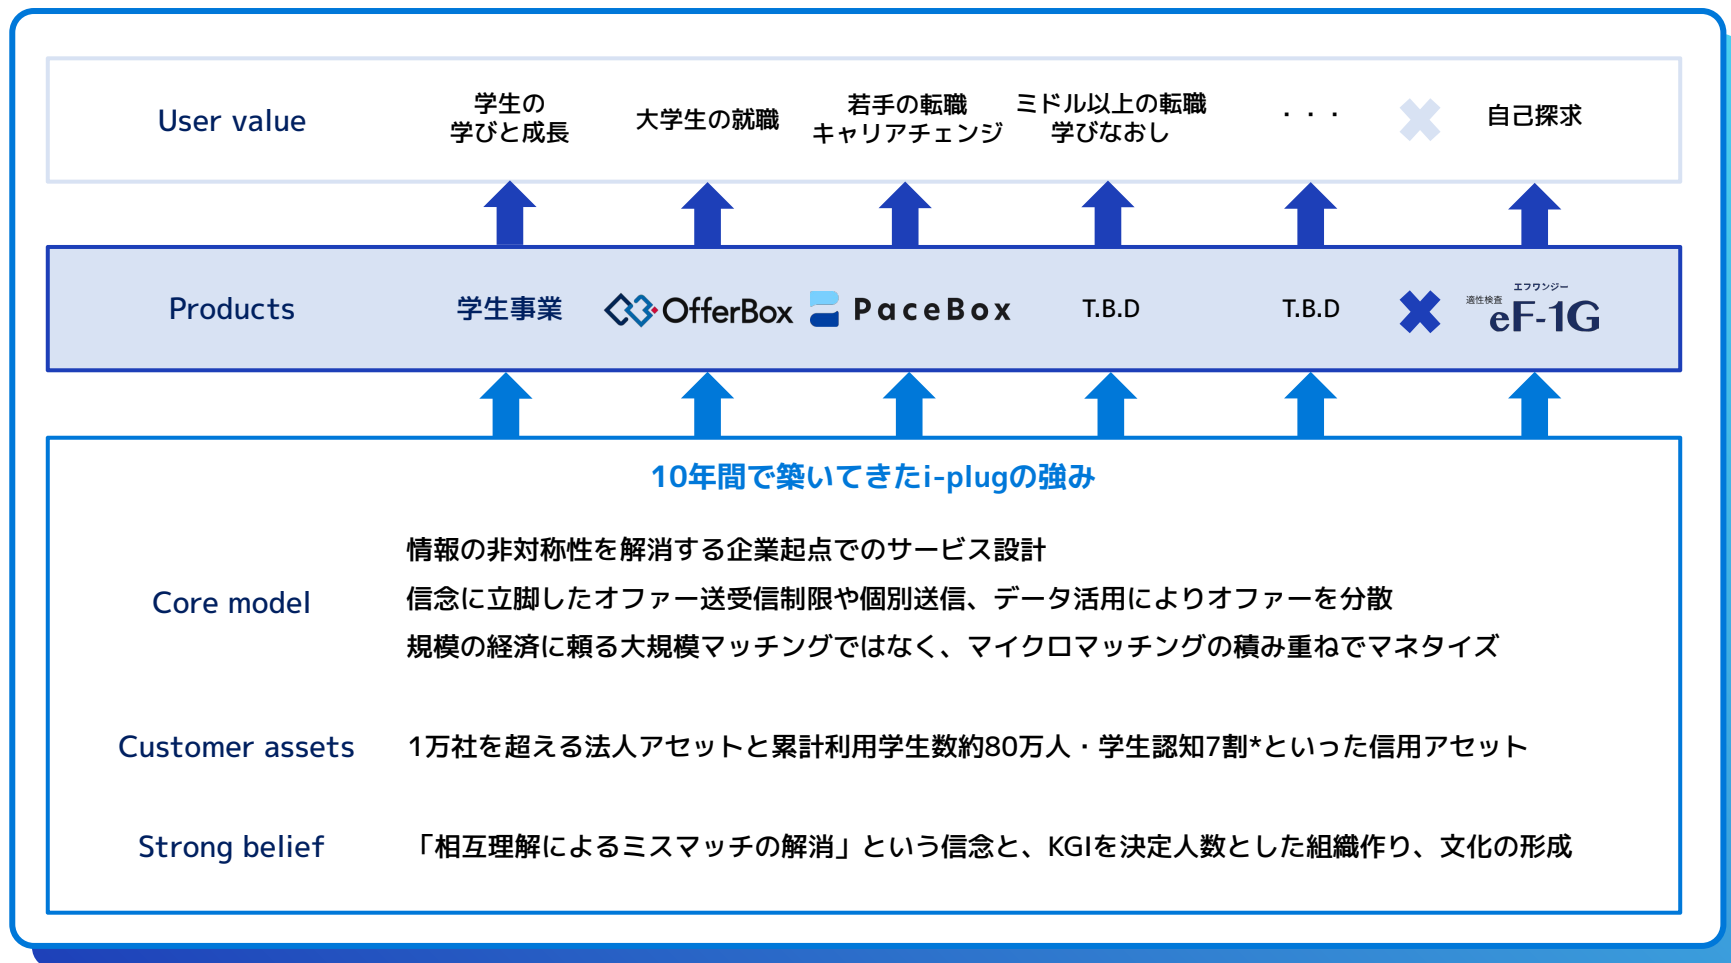 User value
学生の
学びと成長
大学生の就職
若手の転職
キャリアチェンジ
ミドル以上の転職
学びなおし
・・・
自己探求
Products
学生事業
OfferBox
PaceBox
T.B.D
T.B.D
エフワンジー
適性検査
eF-1G
10年間で築いてきたi-plugの強み
Core model
情報の非対称性を解消する企業起点でのサービス設計
信念に立脚したオファー送受信制限や個別送信、データ活用によりオファーを分散
規模の経済に頼る大規模マッチングではなく、マイクロマッチングの積み重ねでマネタイズ
Customer assets
1万社を超える法人アセットと累計利用学生数約80万人・学生認知7割*といった信用アセット
Strong belief
「相互理解によるミスマッチの解消」という信念と、KGIを決定人数とした組織作り、文化の形成